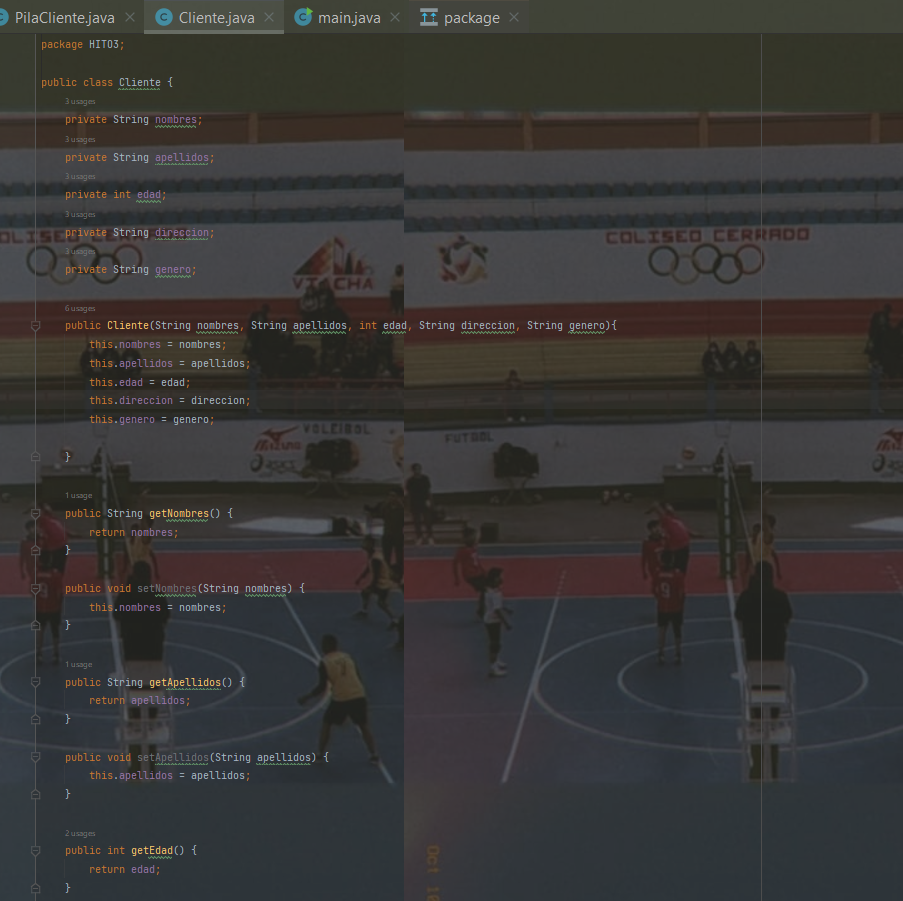 PilaCliente.java Cliente.java main.java package
package HITO3;
public class Cliente {
3 usages
private String nombres;
3 usages
private String apellidos;
3 usages
private int edad;
3 usages
private String direccion;
3 usages
private String genero;
6 usages
public Cliente(String nombres, String apellidos, int edad, String direccion, String genero){
this.nombres = nombres;
this.apellidos = apellidos;
this.edad = edad;
this.direccion = direccion;
this.genero = genero;
}
1 usage
public String getNombres() {
return nombres;
}
public void setNombres(String nombres) {
this.nombres = nombres;
}
1 usage
public String getApellidos() {
return apellidos;
}
public void setApellidos(String apellidos) {
this.apellidos = apellidos;
}
2 usages
public int getEdad() {
return edad;
}
COLISEO CERRADO
VIACHA
VOLEIBOL
MIZUNO
asics
FUTBOL
9
Oct